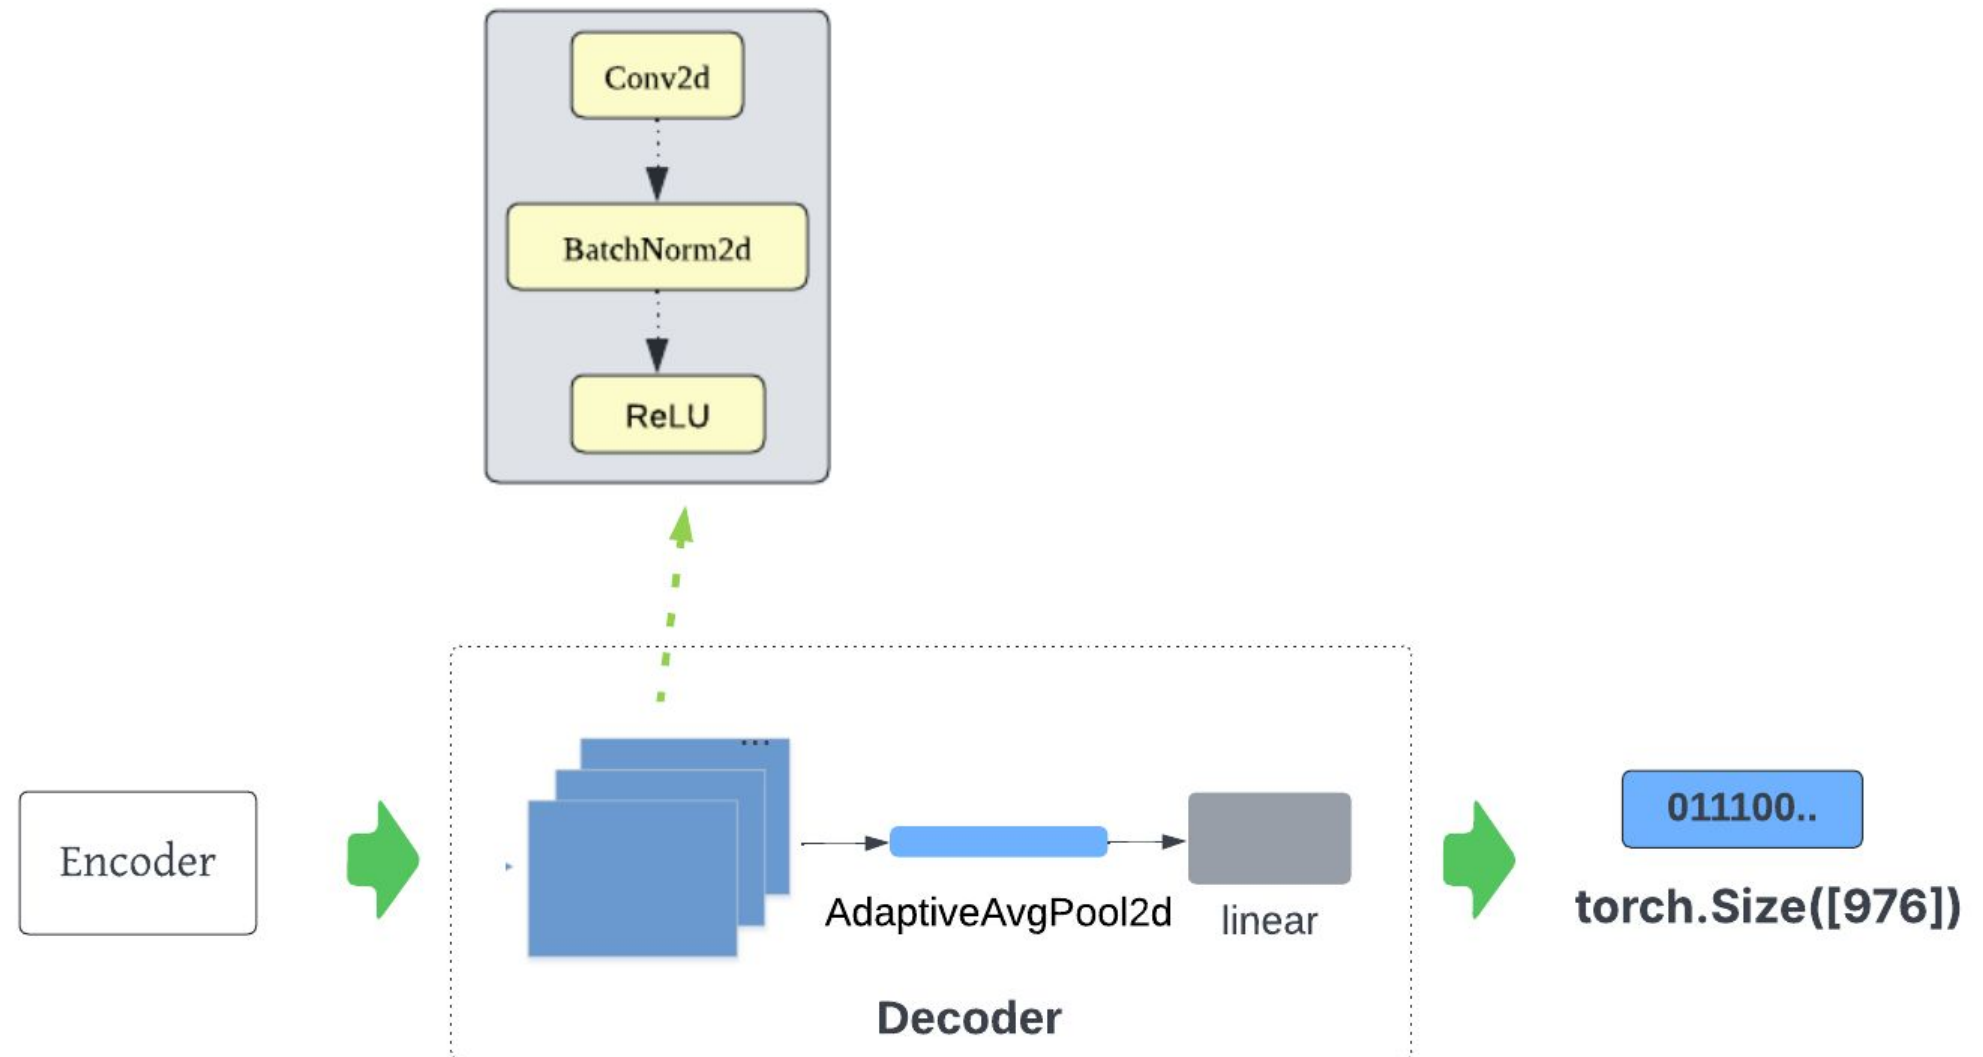 Conv2d
BatchNorm2d
ReLU
...
Encoder
AdaptiveAvgPool2d
linear
Decoder
011100..
torch.Size([976])